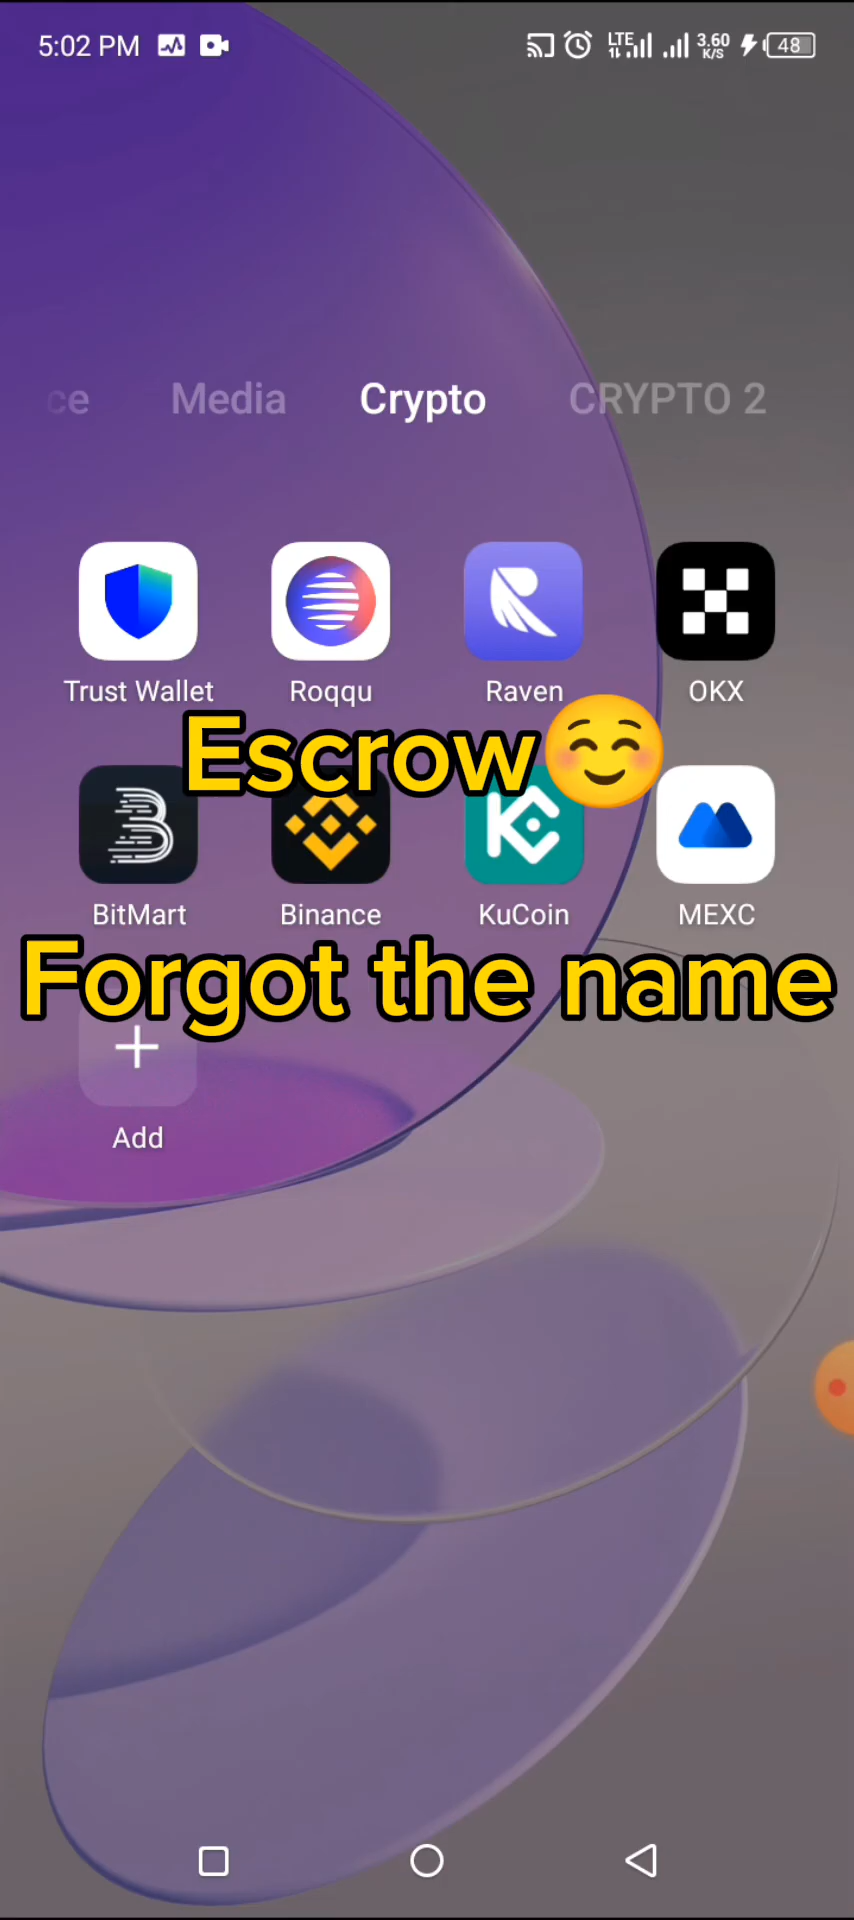 5:02 PM LTE 3.60 K/S 48
ce Media Crypto CRYPTO 2
Trust Wallet Roqqu Raven OKX
Escrow☺️
BitMart Binance KuCoin MEXC
Forgot the name
Add